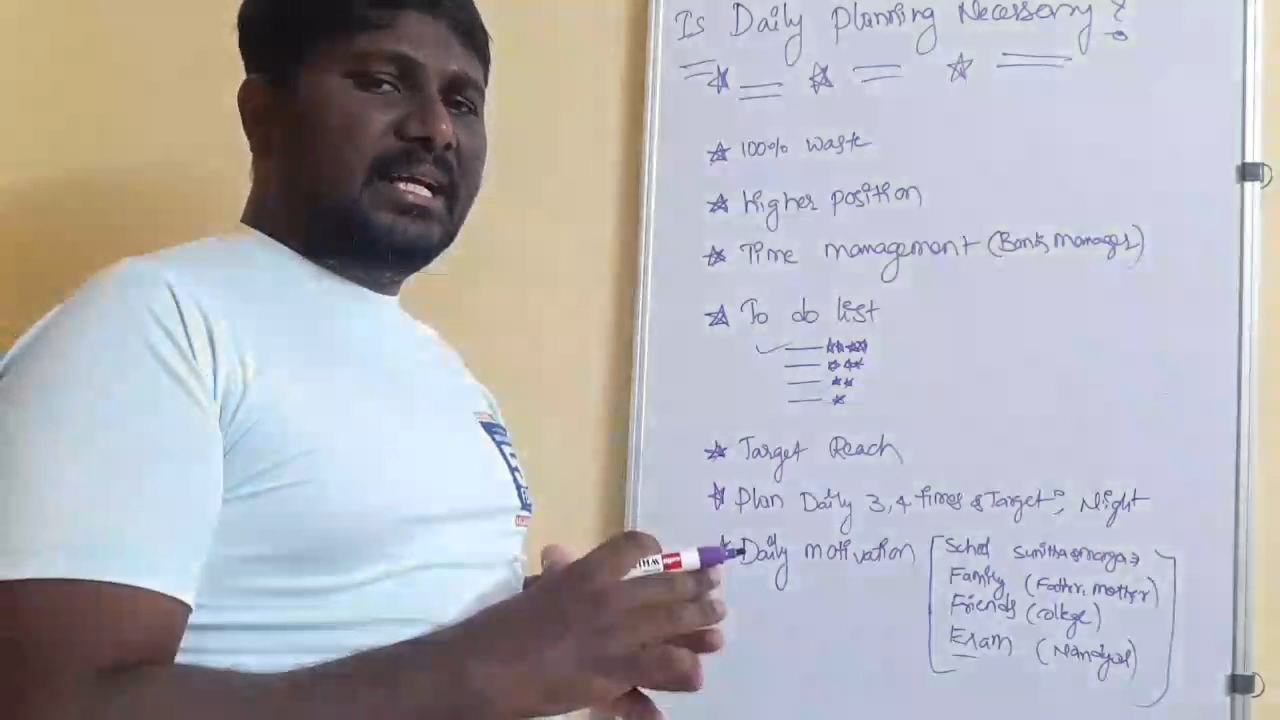 Is Daily Planning Necessary?
100% waste
higher position
Time management (Bank manager)
To do list
Target Reach
Plan Daily 3, 4 times & Target; Night
Daily motivation
School
Family (Father, mother)
Friends (College)
Exam (Nandyal)